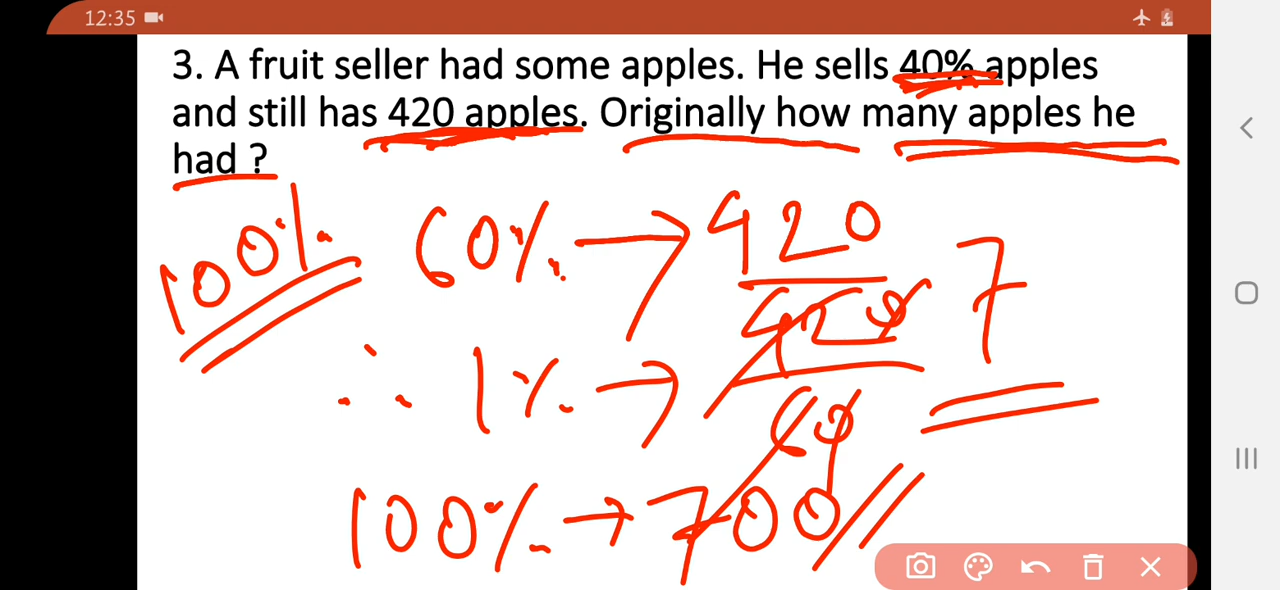 12:35
3. A fruit seller had some apples. He sells 40% apples
and still has 420 apples. Originally how many apples he
had ?
100%
60% → 420
∴ 1% → 420/60 7
100% → 700//